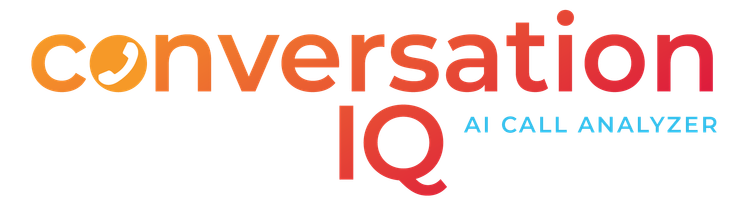 conversation
IQ AI CALL ANALYZER